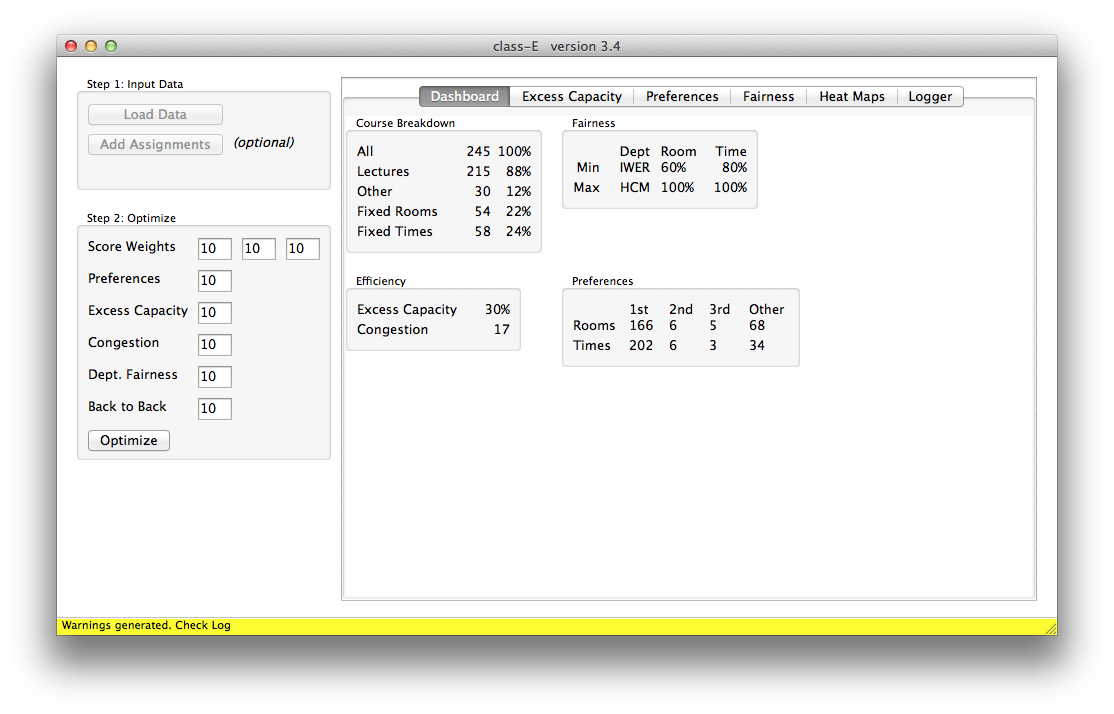 class-E version 3.4
Step 1: Input Data
Load Data
Add Assignments (optional)
Step 2: Optimize
Score Weights 10 10 10
Preferences 10
Excess Capacity 10
Congestion 10
Dept. Fairness 10
Back to Back 10
Optimize
Dashboard Excess Capacity Preferences Fairness Heat Maps Logger
Course Breakdown
All 245 100%
Lectures 215 88%
Other 30 12%
Fixed Rooms 54 22%
Fixed Times 58 24%
Fairness
Dept Room Time
Min IWER 60% 80%
Max HCM 100% 100%
Efficiency
Excess Capacity 30%
Congestion 17
Preferences
1st 2nd 3rd Other
Rooms 166 6 5 68
Times 202 6 3 34
Warnings generated. Check Log